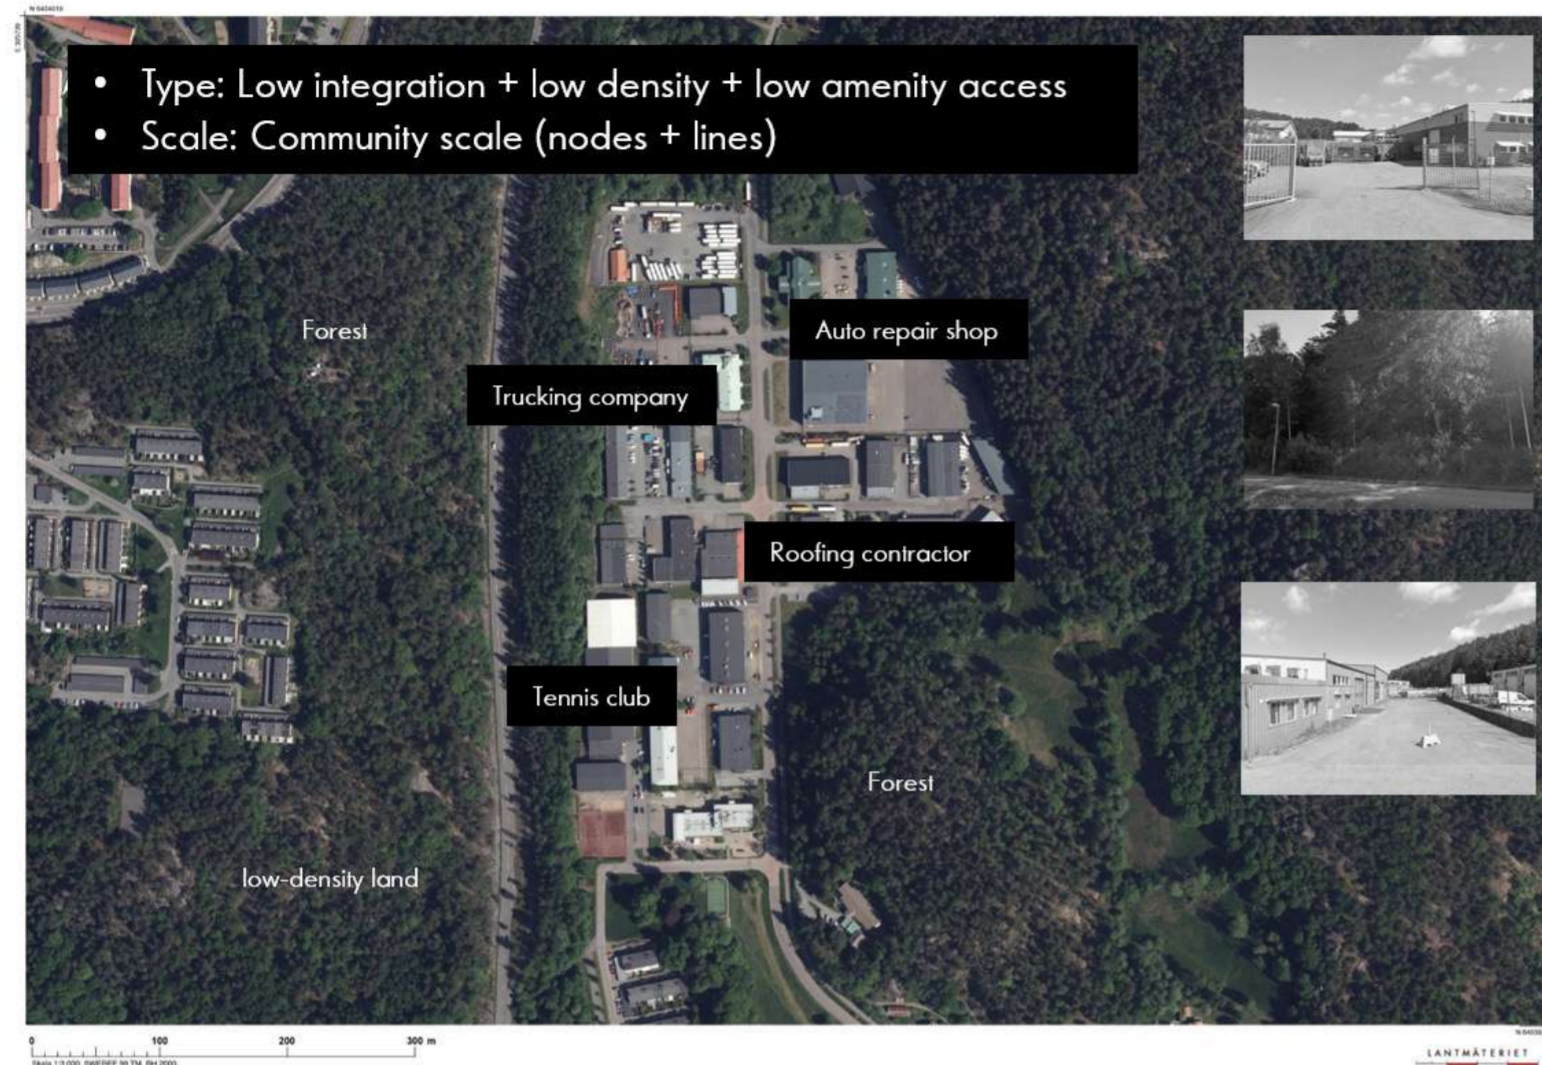 N 6404019
• Type: Low integration + low density + low amenity access
• Scale: Community scale (nodes + lines)
Forest
Auto repair shop
Trucking company
Roofing contractor
Tennis club
Forest
low-density land
0 100 200 300 m
LANTMÄTERIET